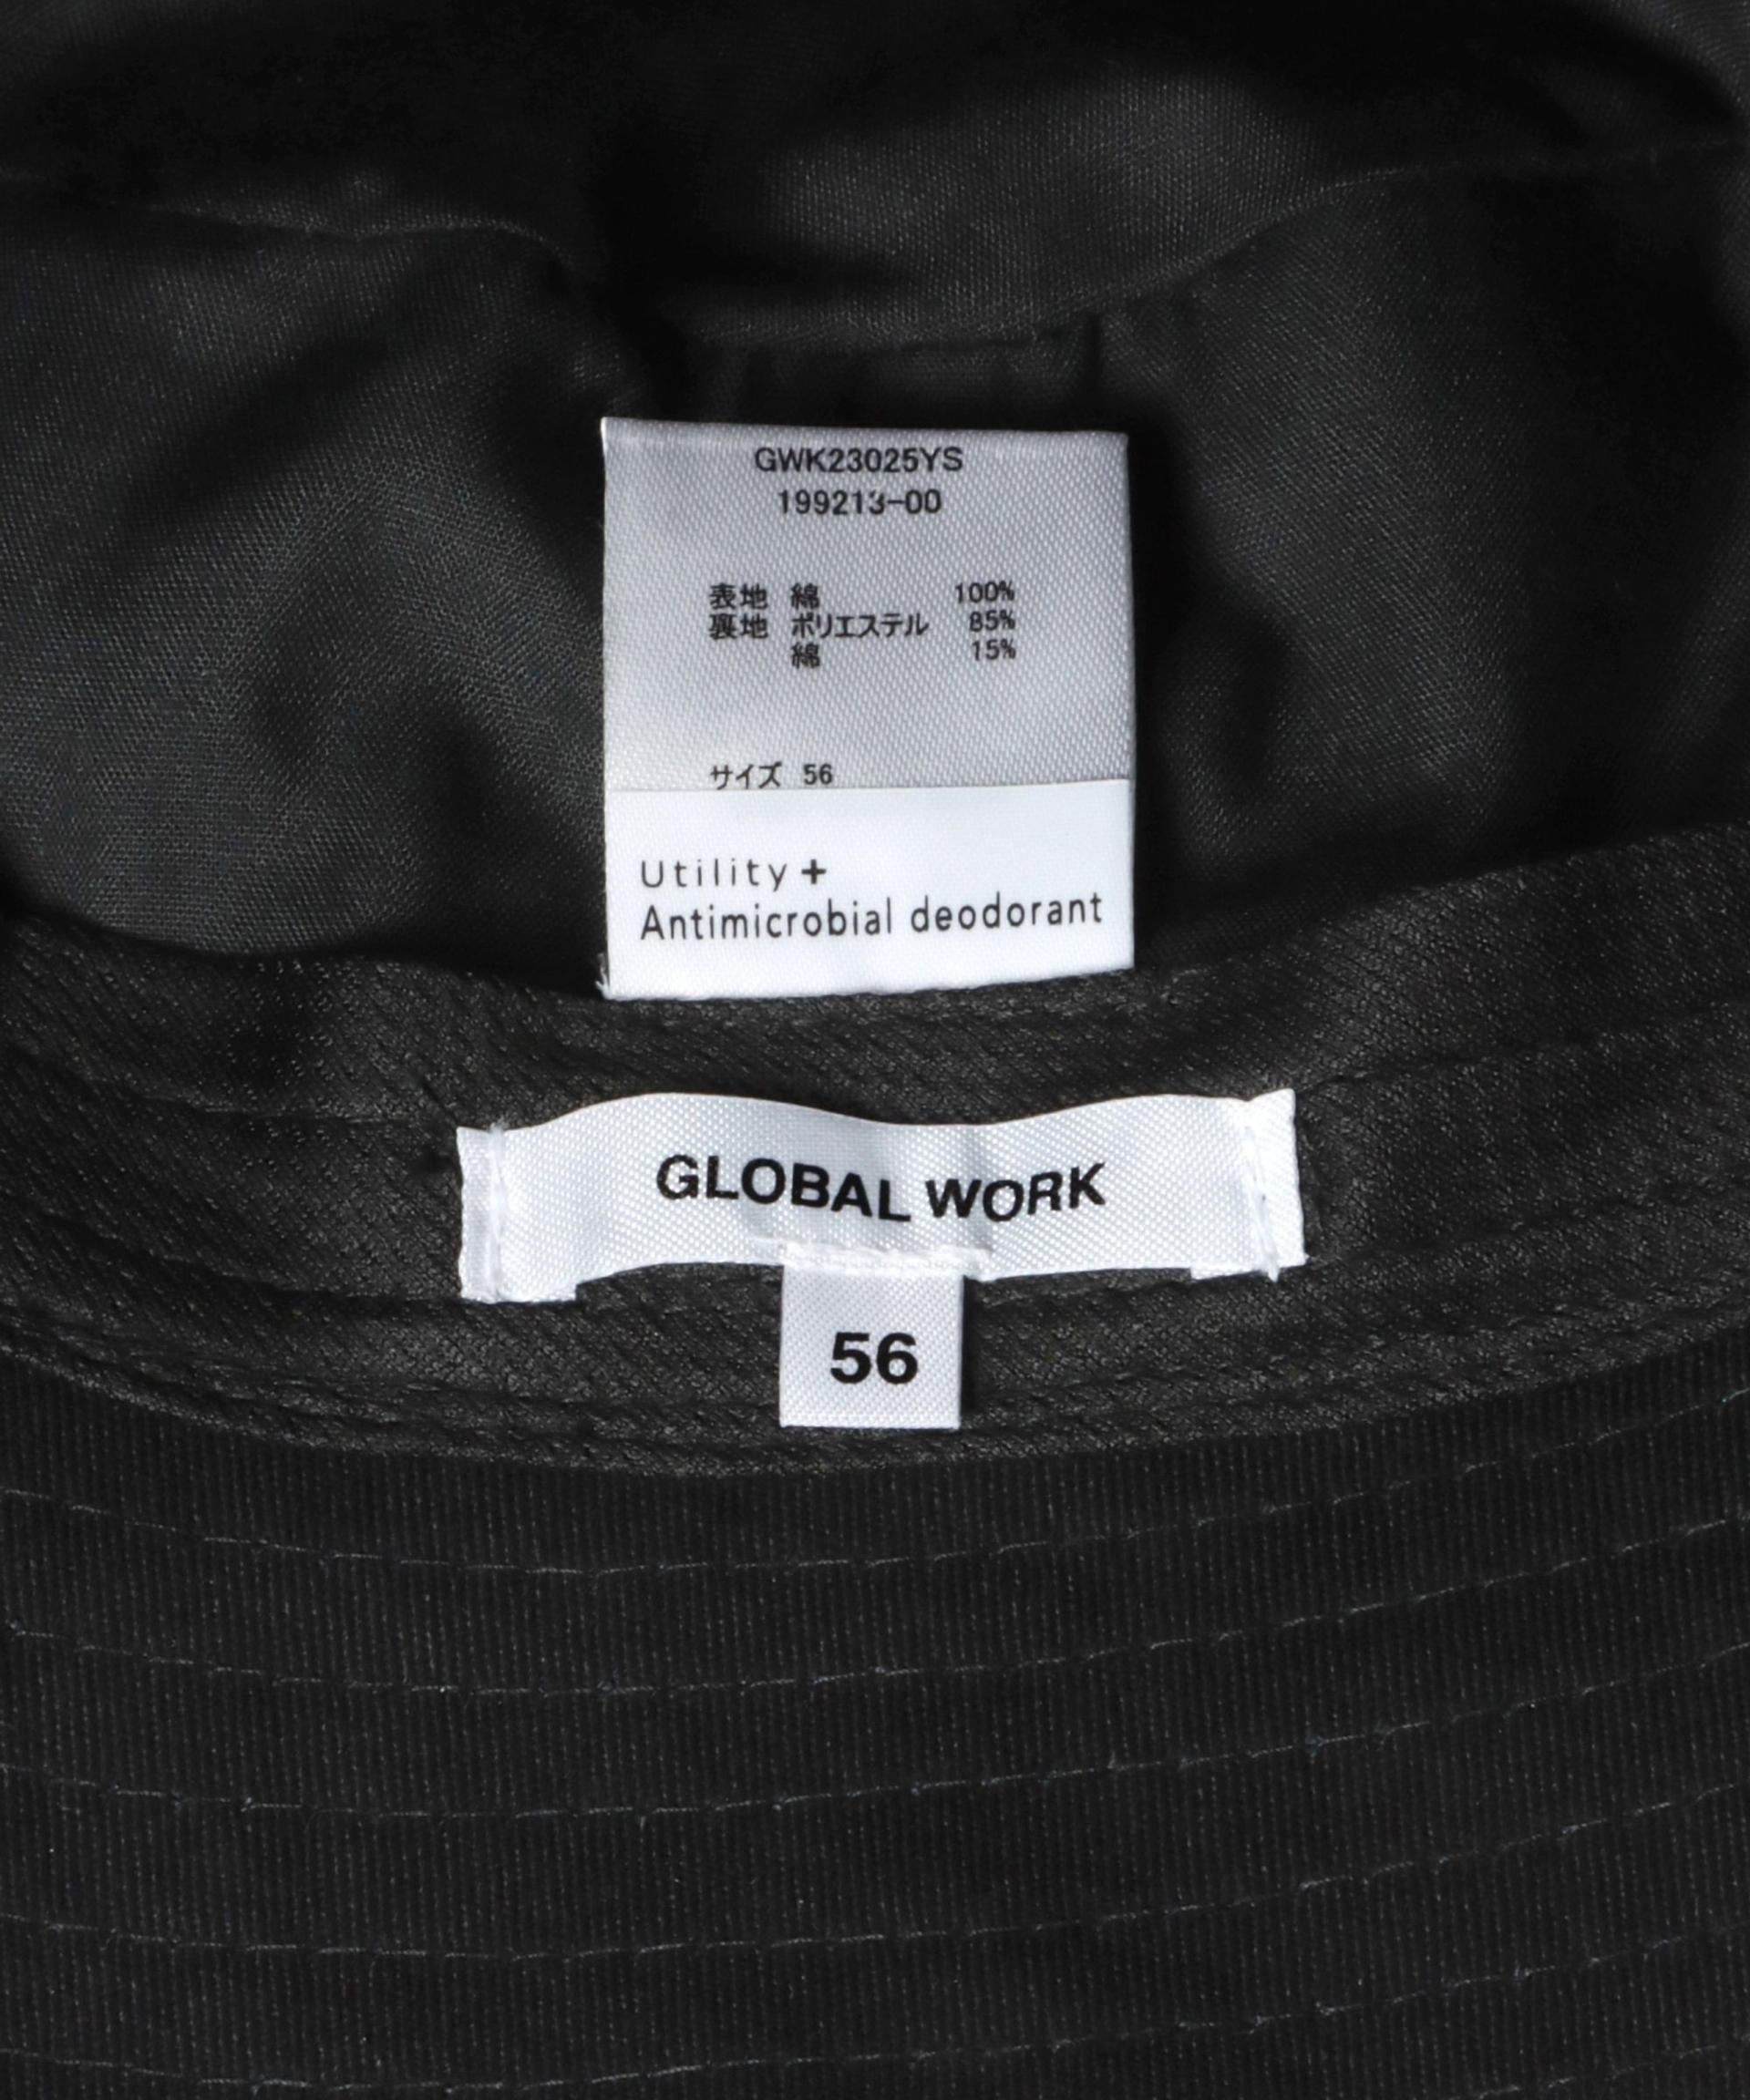 GWK23025YS
199213-00
表地 綿 100%
裏地 ポリエステル 85%
綿 15%
サイズ 56
Utility +
Antimicrobial deodorant
GLOBAL WORK
56